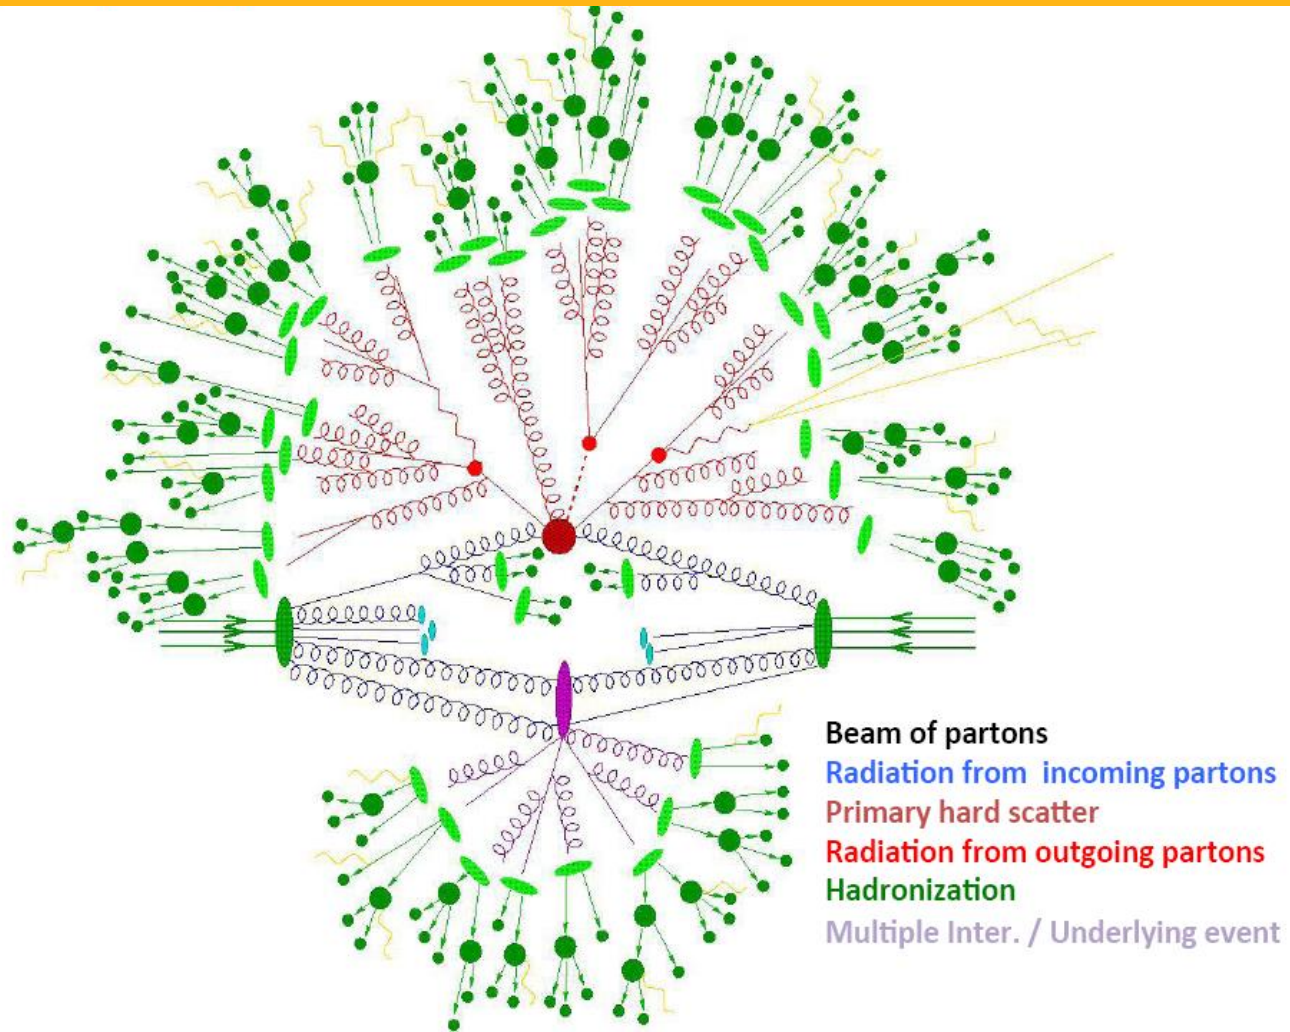 Beam of partons
Radiation from incoming partons
Primary hard scatter
Radiation from outgoing partons
Hadronization
Multiple Inter. / Underlying event